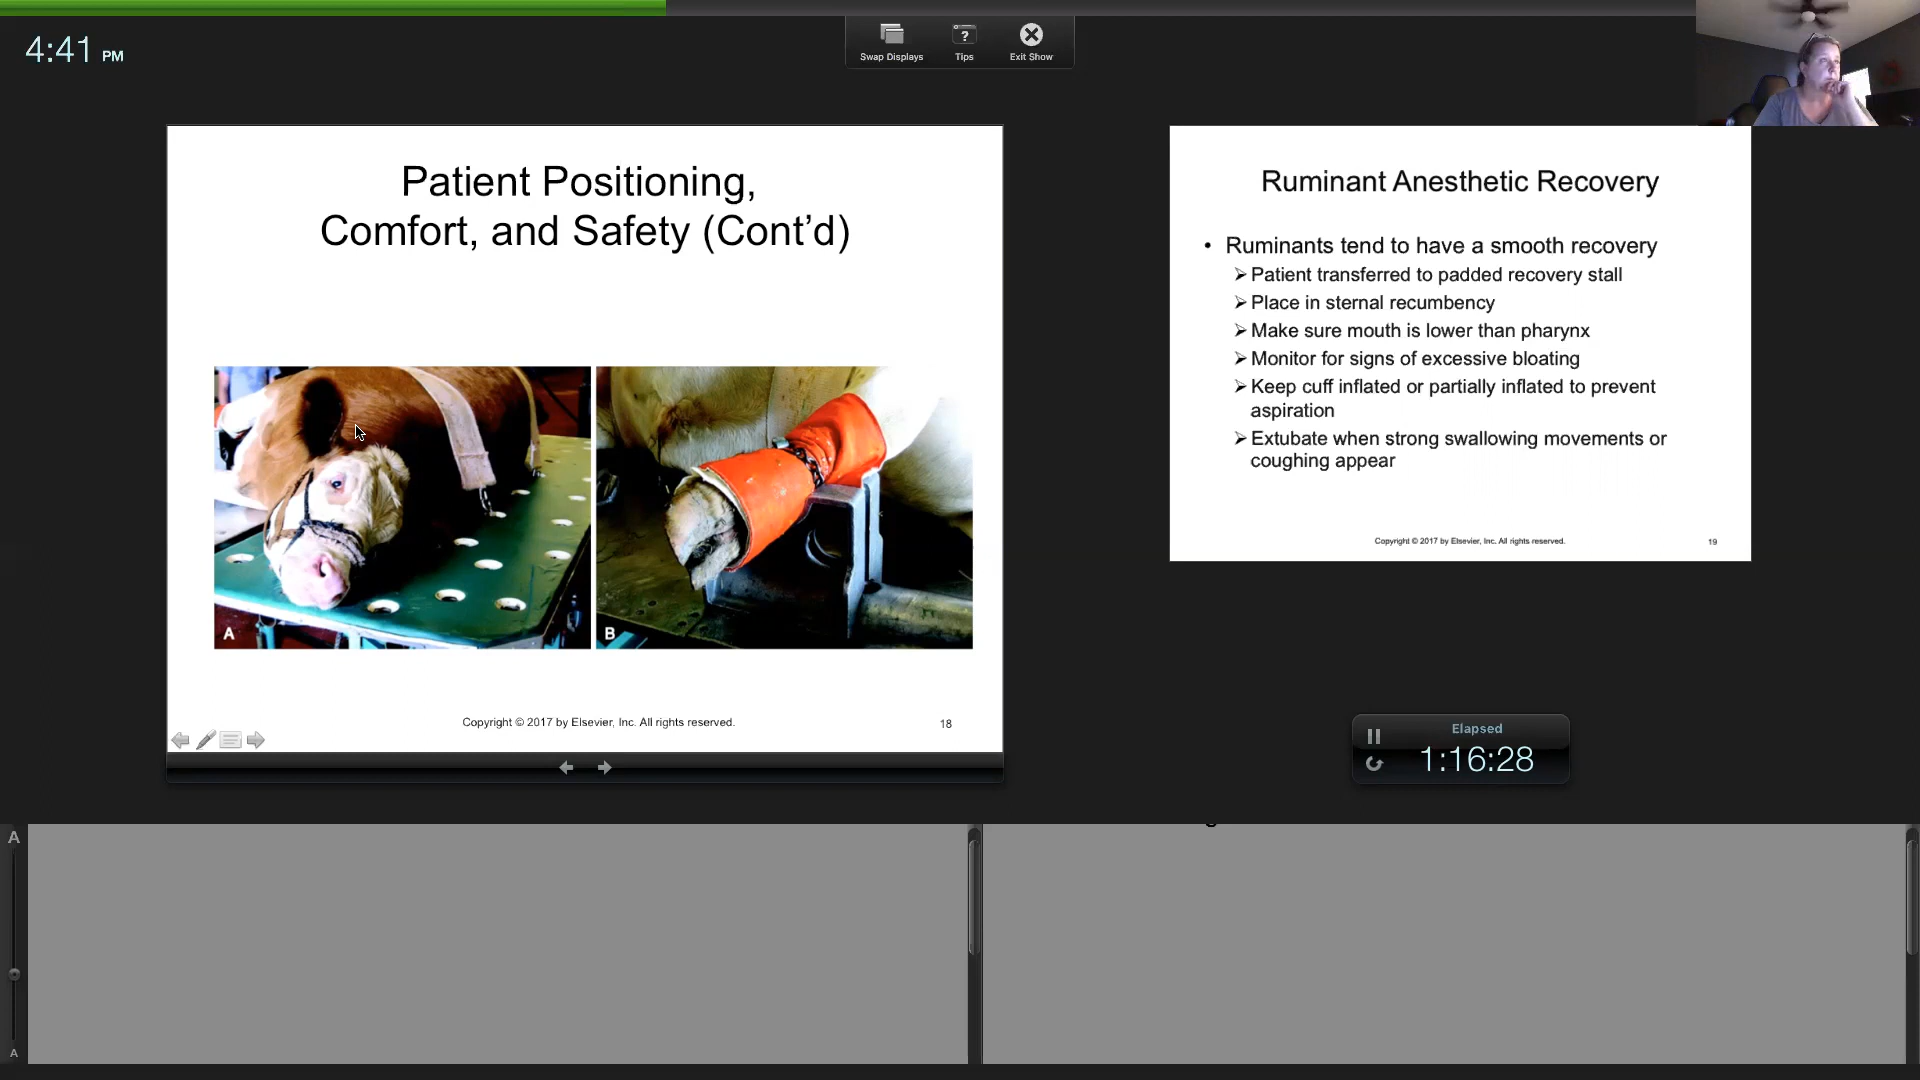 4:41 PM
Swap Displays
Tips
Exit Show
Patient Positioning,
Comfort, and Safety (Cont’d)
A
B
Copyright © 2017 by Elsevier, Inc. All rights reserved.
18
Ruminant Anesthetic Recovery
• Ruminants tend to have a smooth recovery
➢ Patient transferred to padded recovery stall
➢ Place in sternal recumbency
➢ Make sure mouth is lower than pharynx
➢ Monitor for signs of excessive bloating
➢ Keep cuff inflated or partially inflated to prevent
aspiration
➢ Extubate when strong swallowing movements or
coughing appear
Copyright © 2017 by Elsevier, Inc. All rights reserved.
19
Elapsed
1:16:28
A
A